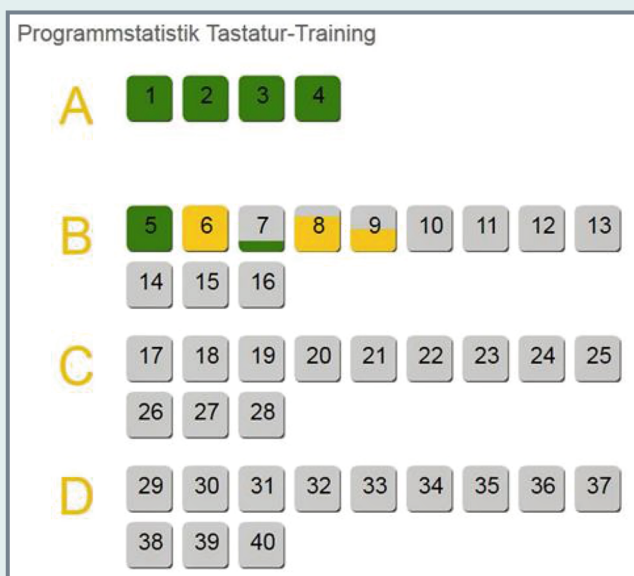 Programmstatistik Tastatur-Training
A 1 2 3 4
B 5 6 7 8 9 10 11 12 13
14 15 16
C 17 18 19 20 21 22 23 24 25
26 27 28
D 29 30 31 32 33 34 35 36 37
38 39 40